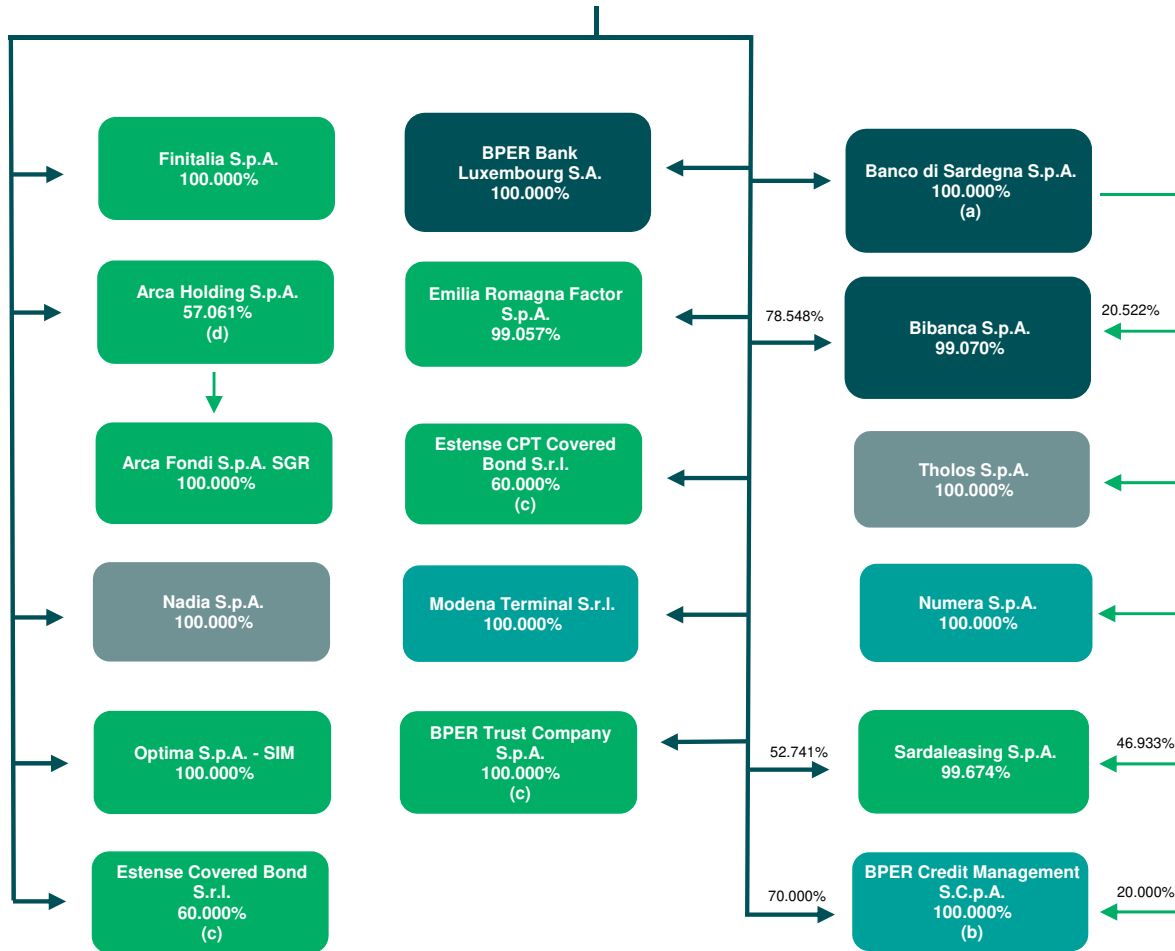 Finitalia S.p.A.
100.000%
BPER Bank
Luxembourg S.A.
100.000%
Banco di Sardegna S.p.A.
100.000%
(a)
Arca Holding S.p.A.
57.061%
(d)
Emilia Romagna Factor
S.p.A.
99.057%
78.548%
Bibanca S.p.A.
99.070%
20.522%
Arca Fondi S.p.A. SGR
100.000%
Estense CPT Covered
Bond S.r.l.
60.000%
(c)
Tholos S.p.A.
100.000%
Nadia S.p.A.
100.000%
Modena Terminal S.r.l.
100.000%
Numera S.p.A.
100.000%
Optima S.p.A. - SIM
100.000%
BPER Trust Company
S.p.A.
100.000%
(c)
52.741%
Sardaleasing S.p.A.
99.674%
46.933%
Estense Covered Bond
S.r.l.
60.000%
(c)
70.000%
BPER Credit Management
S.C.p.A.
100.000%
(b)
20.000%